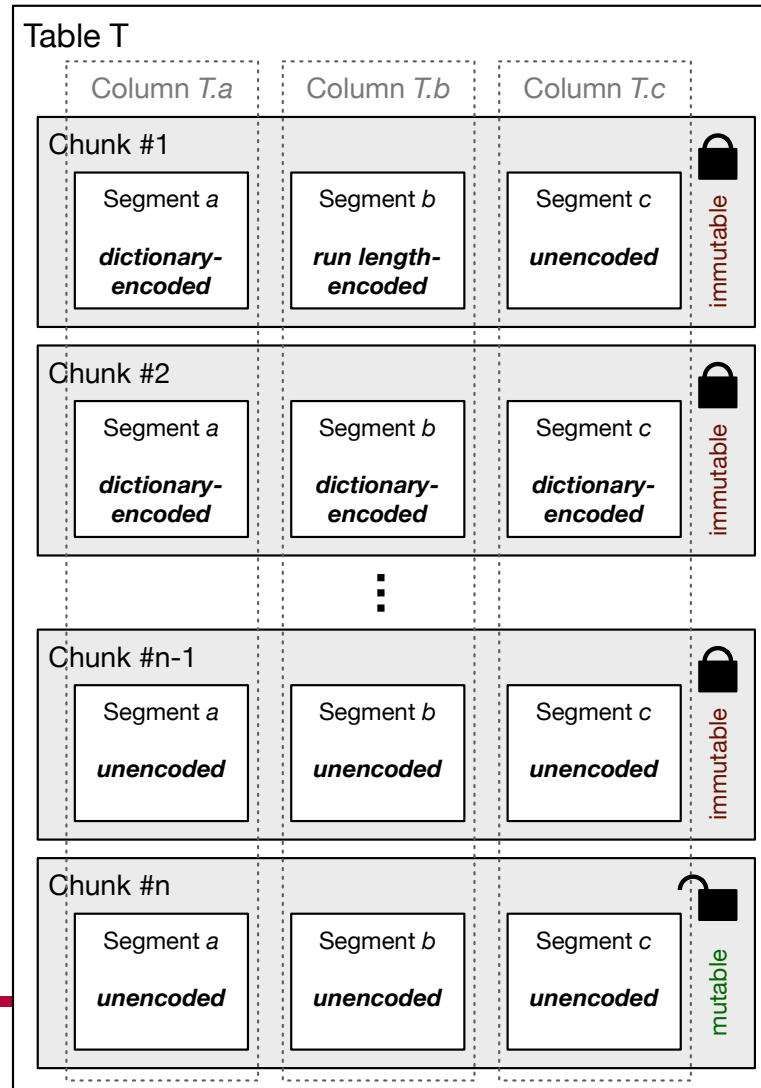 Table T
Column T.a Column T.b Column T.c
Chunk #1
Segment a Segment b Segment c
dictionary- run length- unencoded
encoded encoded
immutable
Chunk #2
Segment a Segment b Segment c
dictionary- dictionary- dictionary-
encoded encoded encoded
immutable
Chunk #n-1
Segment a Segment b Segment c
unencoded unencoded unencoded
immutable
Chunk #n
Segment a Segment b Segment c
unencoded unencoded unencoded
mutable